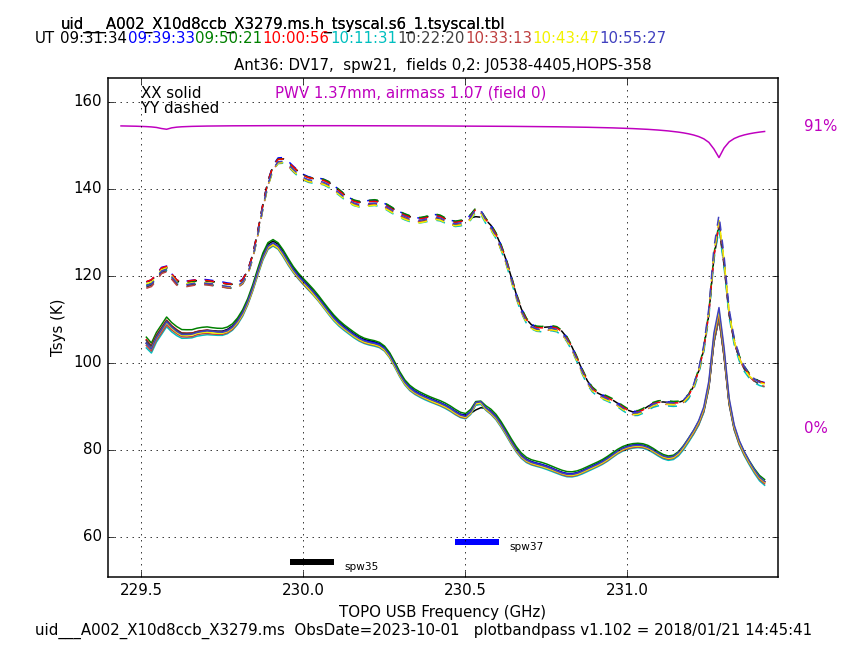 uid___A002_X10d8ccb_X3279.ms.h_tsyscal.s6_1.tsyscal.tbl
UT 09:31:34 09:39:33 09:50:21 10:00:56 10:11:31 10:22:20 10:33:13 10:43:47 10:55:27
Ant36: DV17, spw21, fields 0,2: J0538-4405,HOPS-358
XX solid PWV 1.37mm, airmass 1.07 (field 0)
YY dashed
160
91%
140
120
Tsys (K)
100
0%
80
60
spw37
spw35
229.5 230.0 230.5 231.0
TOPO USB Frequency (GHz)
uid___A002_X10d8ccb_X3279.ms ObsDate=2023-10-01 plotbandpass v1.102 = 2018/01/21 14:45:41